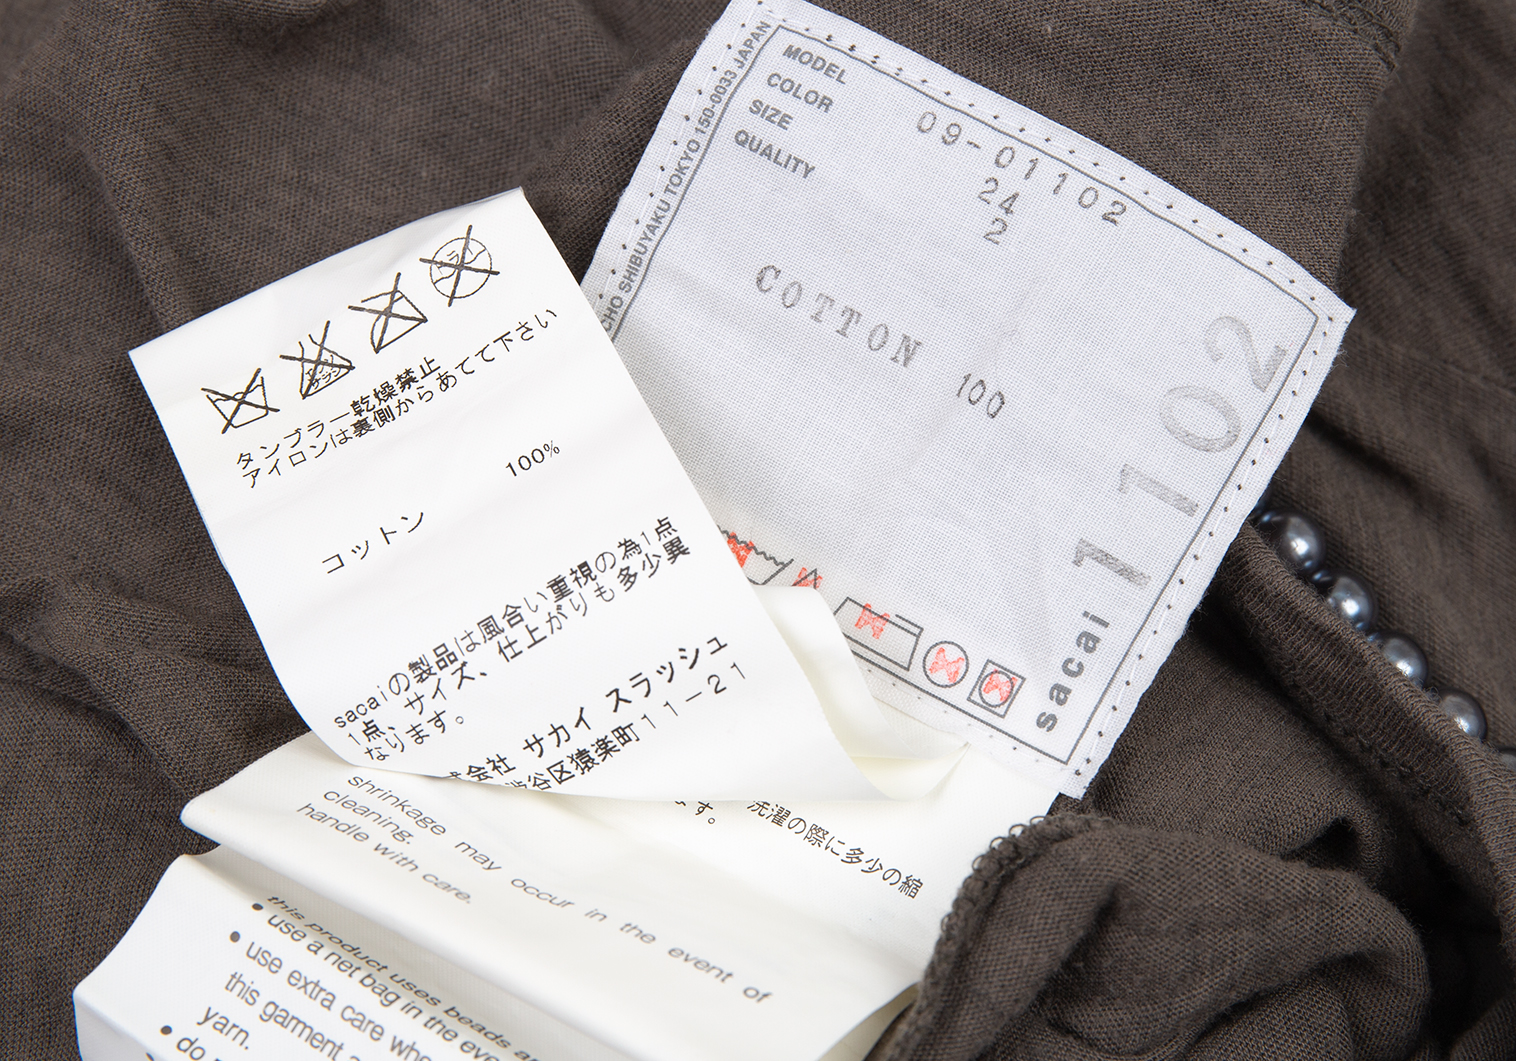 タンブラー乾燥禁止
アイロンは裏側からあてて下さい
コットン 100%
sacaiの製品は風合い重視の為1点
1点、サイズ、仕上がりも多少異
なります。
式会社 サカイ スラッシュ
渋谷区猿楽町11-21
CHO SHIBUYAKU TOKYO 150-0033 JAPAN
MODEL 09-01102
COLOR 24
SIZE 2
QUALITY
COTTON 100
sacai 1102
洗濯の際に多少の縮
ます。
shrinkage may occur in the event of
cleaning.
handle with care.
this product uses beads
• use a net bag in the
• use extra care
this garment
yarn.
• do